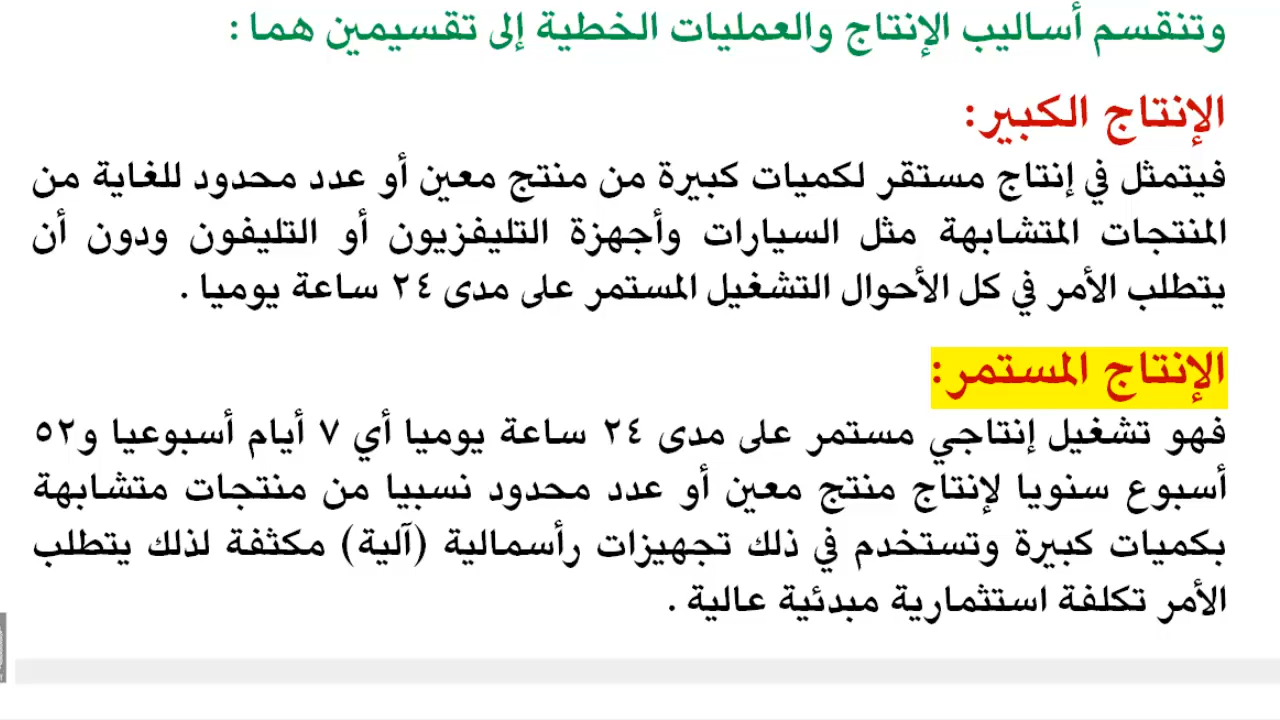 وتنقسم أساليب الإنتاج والعمليات الخطية إلى تقسيمين هما :
الإنتاج الكبير:
فيتمثل في إنتاج مستقر لكميات كبيرة من منتج معين أو عدد محدود للغاية من
المنتجات المتشابهة مثل السيارات وأجهزة التليفزيون أو التليفون ودون أن
يتطلب الأمر في كل الأحوال التشغيل المستمر على مدى ٢٤ ساعة يوميا .
الإنتاج المستمر:
فهو تشغيل إنتاجي مستمر على مدى ٢٤ ساعة يوميا أي ٧ أيام أسبوعيا و٥٢
أسبوع سنويا لإنتاج منتج معين أو عدد محدود نسبيا من منتجات متشابهة
بكميات كبيرة وتستخدم في ذلك تجهيزات رأسمالية (آلية) مكثفة لذلك يتطلب
الأمر تكلفة استثمارية مبدئية عالية .